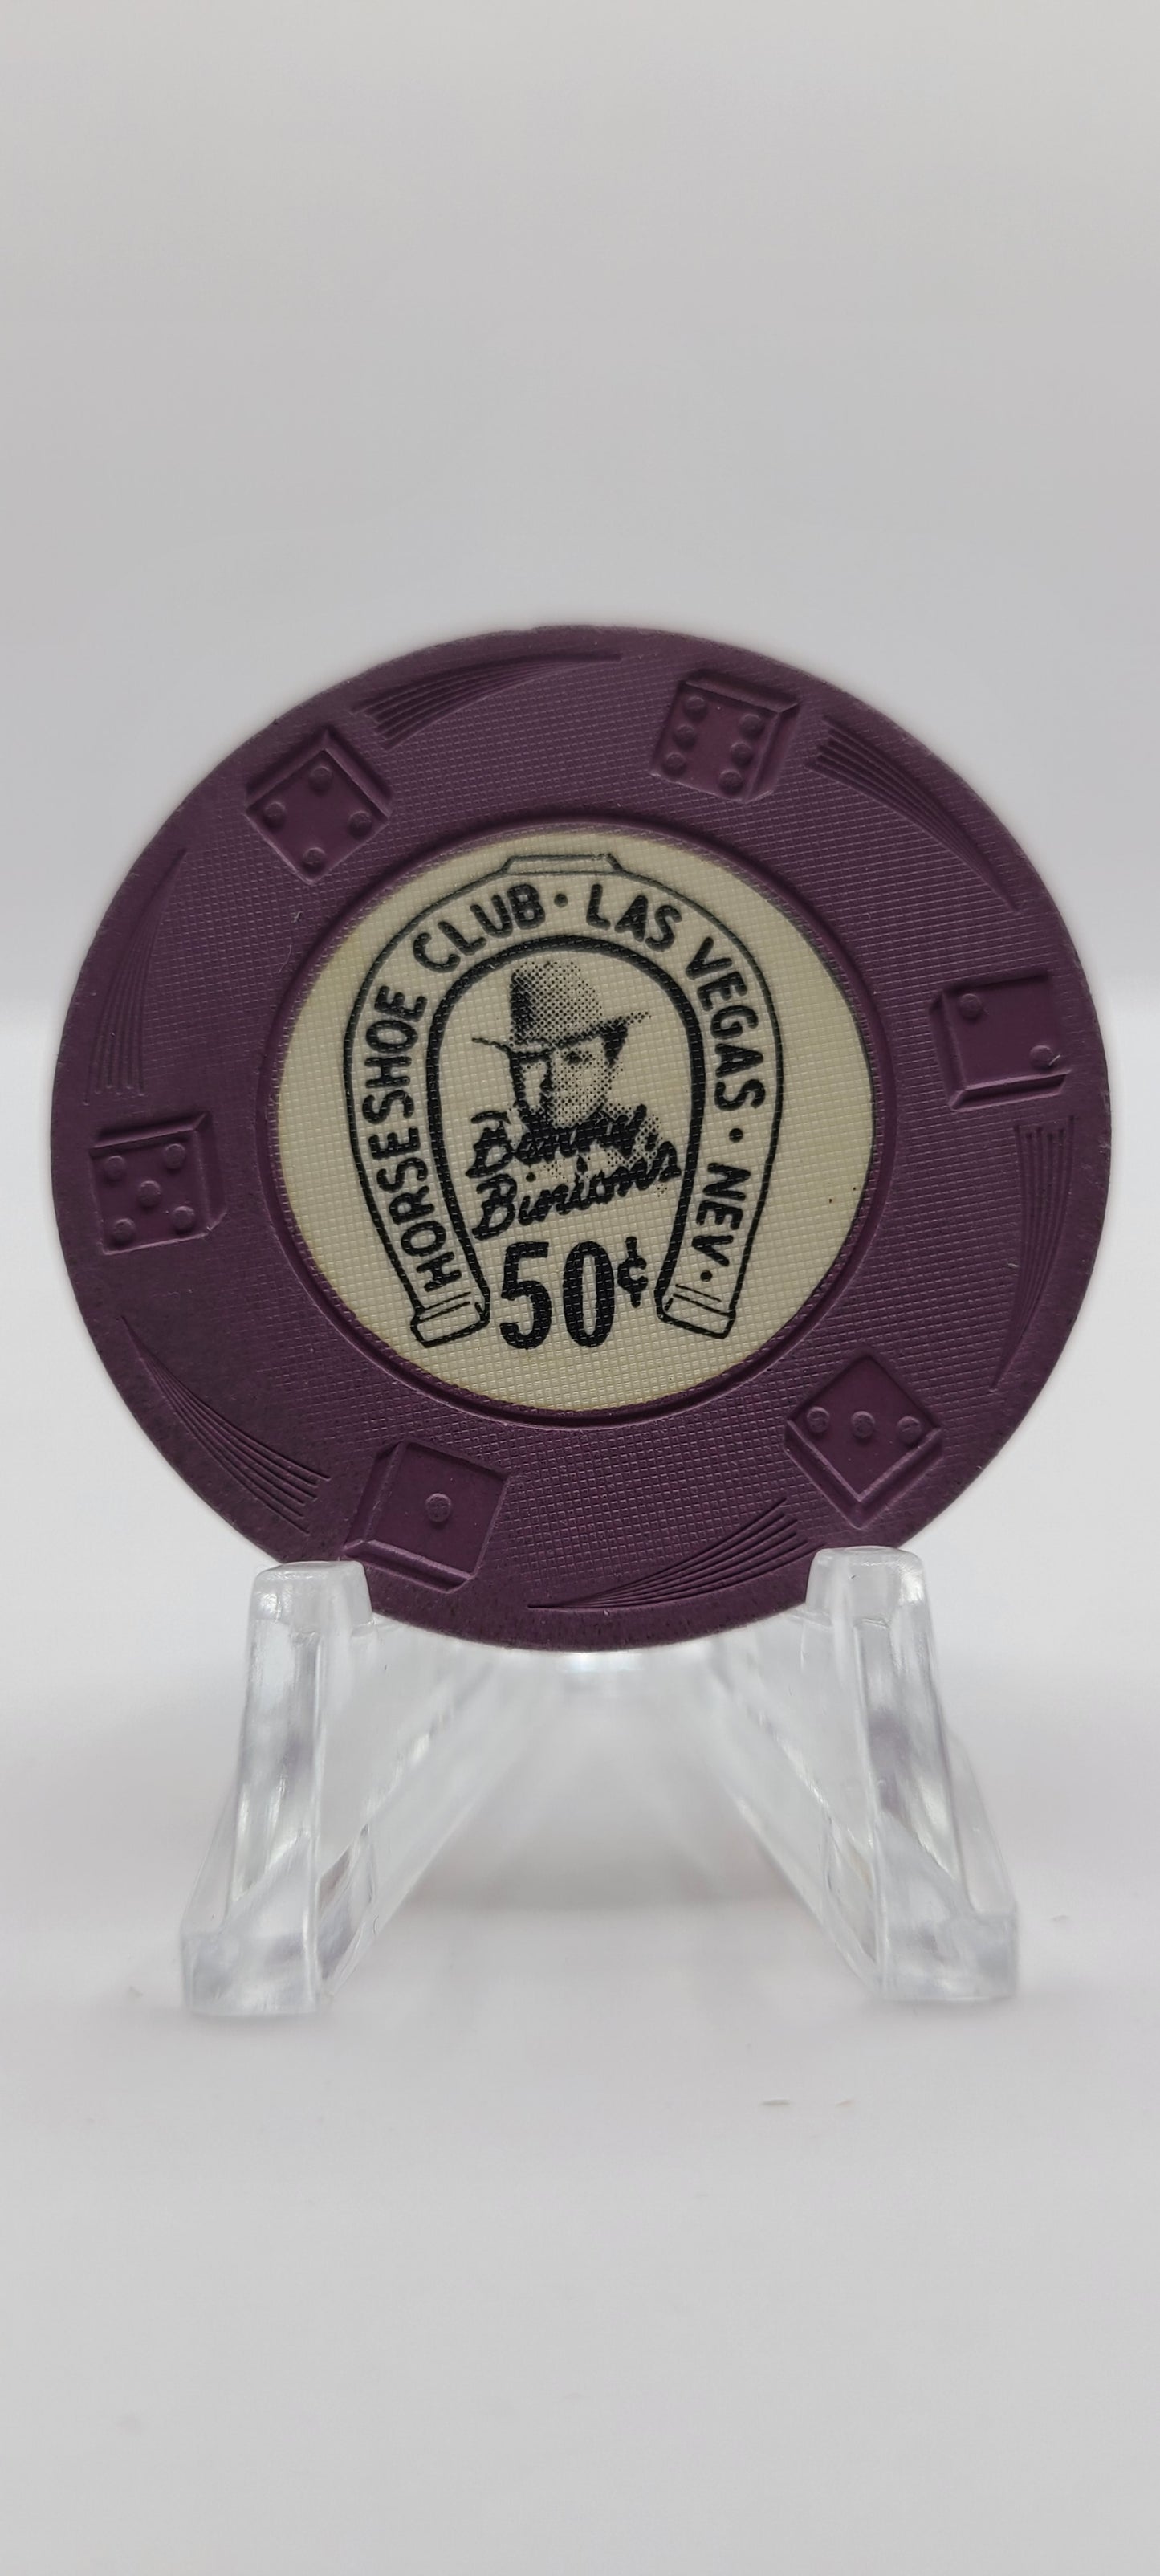 HORSESHOE CLUB · LAS VEGAS · NEV ·
Benny
Binion's
50¢